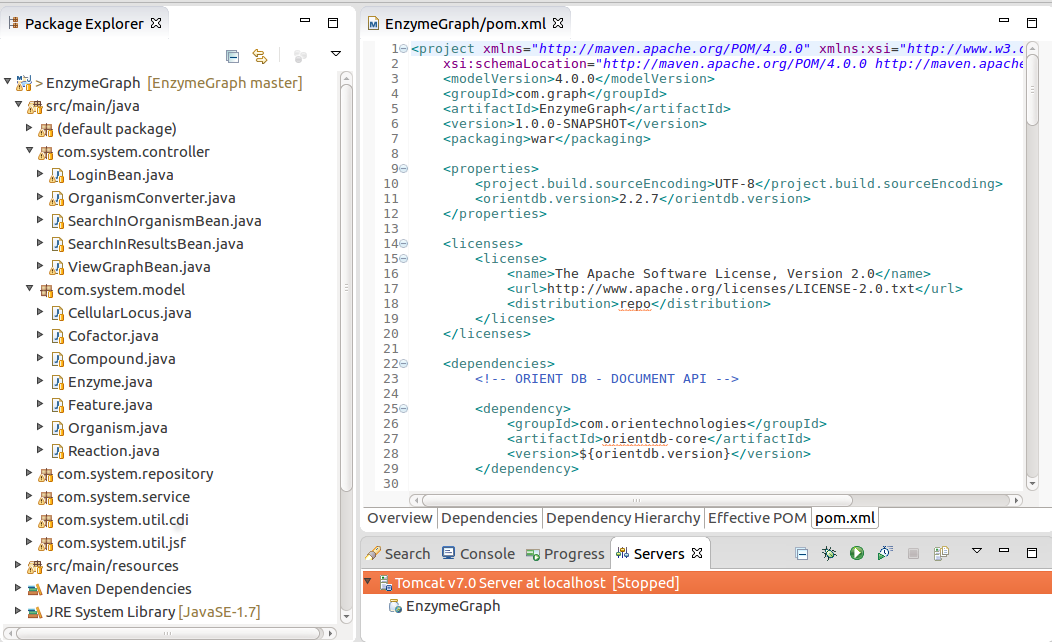 Package Explorer
> EnzymeGraph [EnzymeGraph master]
src/main/java
(default package)
com.system.controller
LoginBean.java
OrganismConverter.java
SearchInOrganismBean.java
SearchInResultsBean.java
ViewGraphBean.java
com.system.model
CellularLocus.java
Cofactor.java
Compound.java
Enzyme.java
Feature.java
Organism.java
Reaction.java
com.system.repository
com.system.service
com.system.util.cdi
com.system.util.jsf
src/main/resources
Maven Dependencies
JRE System Library [JavaSE-1.7]
EnzymeGraph/pom.xml
1 <project xmlns="http://maven.apache.org/POM/4.0.0" xmlns:xsi="http://www.w3.o
2 xsi:schemaLocation="http://maven.apache.org/POM/4.0.0 http://maven.apache
3 <modelVersion>4.0.0</modelVersion>
4 <groupId>com.graph</groupId>
5 <artifactId>EnzymeGraph</artifactId>
6 <version>1.0.0-SNAPSHOT</version>
7 <packaging>war</packaging>
8
9 <properties>
10 <project.build.sourceEncoding>UTF-8</project.build.sourceEncoding>
11 <orientdb.version>2.2.7</orientdb.version>
12 </properties>
13
14 <licenses>
15 <license>
16 <name>The Apache Software License, Version 2.0</name>
17 <url>http://www.apache.org/licenses/LICENSE-2.0.txt</url>
18 <distribution>repo</distribution>
19 </license>
20 </licenses>
21
22 <dependencies>
23 <!-- ORIENT DB - DOCUMENT API -->
24
25 <dependency>
26 <groupId>com.orientechnologies</groupId>
27 <artifactId>orientdb-core</artifactId>
28 <version>${orientdb.version}</version>
29 </dependency>
30
Overview Dependencies Dependency Hierarchy Effective POM pom.xml
Search Console Progress Servers
Tomcat v7.0 Server at localhost [Stopped]
EnzymeGraph